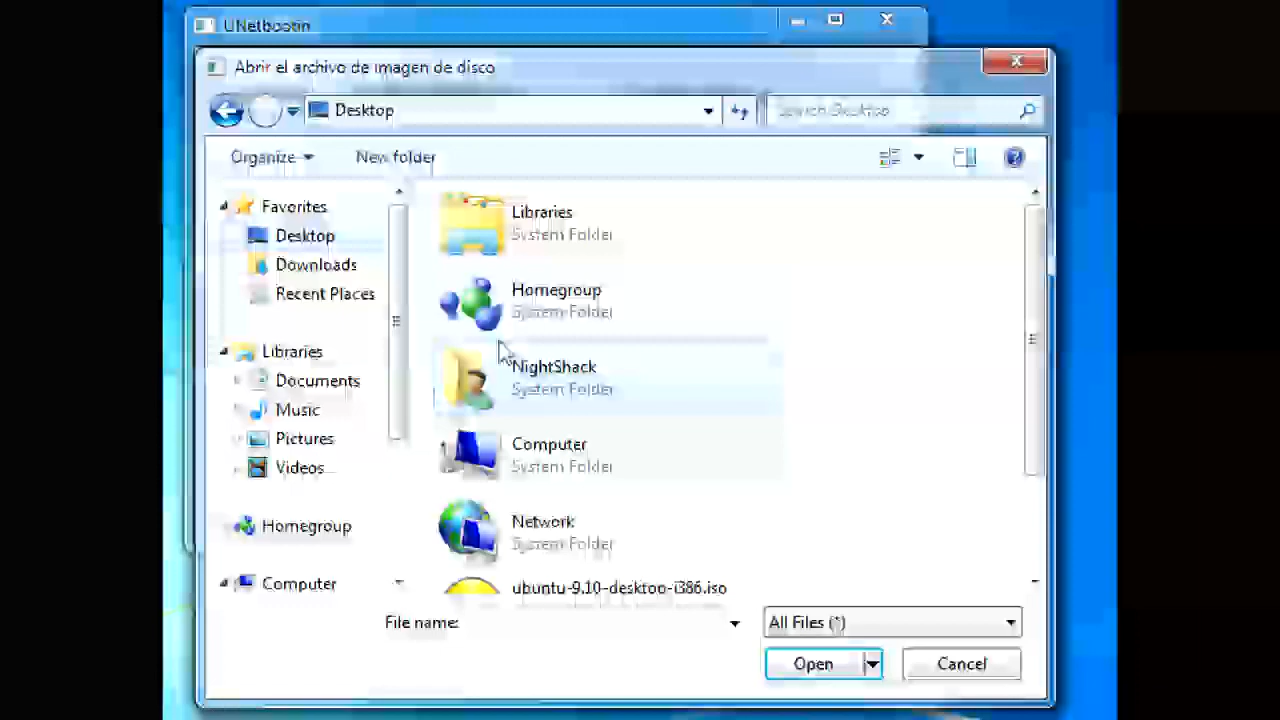 UNetbootin
Abrir el archivo de imagen de disco
Desktop
Search Desktop
Organize
New folder
Favorites
Desktop
Downloads
Recent Places
Libraries
Documents
Music
Pictures
Videos
Homegroup
Computer
Libraries
System Folder
Homegroup
System Folder
NightShack
System Folder
Computer
System Folder
Network
System Folder
ubuntu-9.10-desktop-i386.iso
File name:
All Files (*)
Open
Cancel